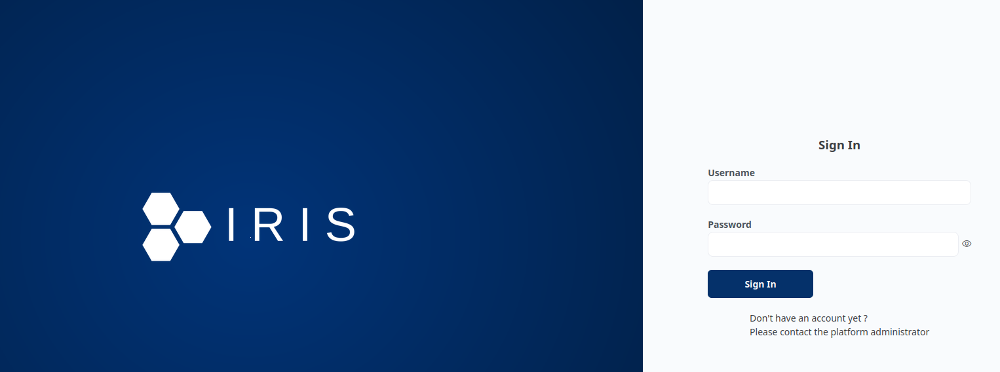 IRIS
Sign In
Username
Password
Sign In
Don't have an account yet ?
Please contact the platform administrator